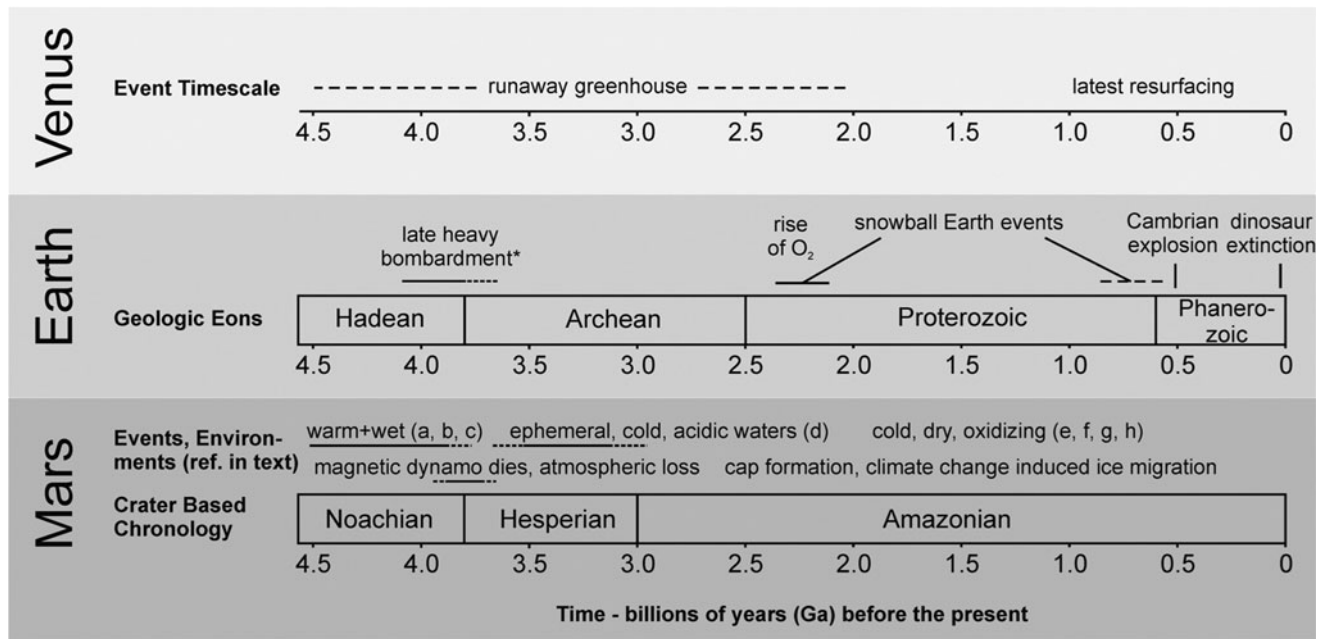 Venus
Event Timescale
runaway greenhouse
latest resurfacing
4.5 4.0 3.5 3.0 2.5 2.0 1.5 1.0 0.5 0
Earth
late heavy
bombardment*
rise
of O₂
snowball Earth events
Cambrian
explosion
dinosaur
extinction
Geologic Eons
Hadean
Archean
Proterozoic
Phanero-
zoic
4.5 4.0 3.5 3.0 2.5 2.0 1.5 1.0 0.5 0
Mars
Events, Environ-
ments (ref. in text)
warm+wet (a, b, c)
ephemeral, cold, acidic waters (d)
cold, dry, oxidizing (e, f, g, h)
magnetic dynamo dies, atmospheric loss
cap formation, climate change induced ice migration
Crater Based
Chronology
Noachian
Hesperian
Amazonian
4.5 4.0 3.5 3.0 2.5 2.0 1.5 1.0 0.5 0
Time - billions of years (Ga) before the present